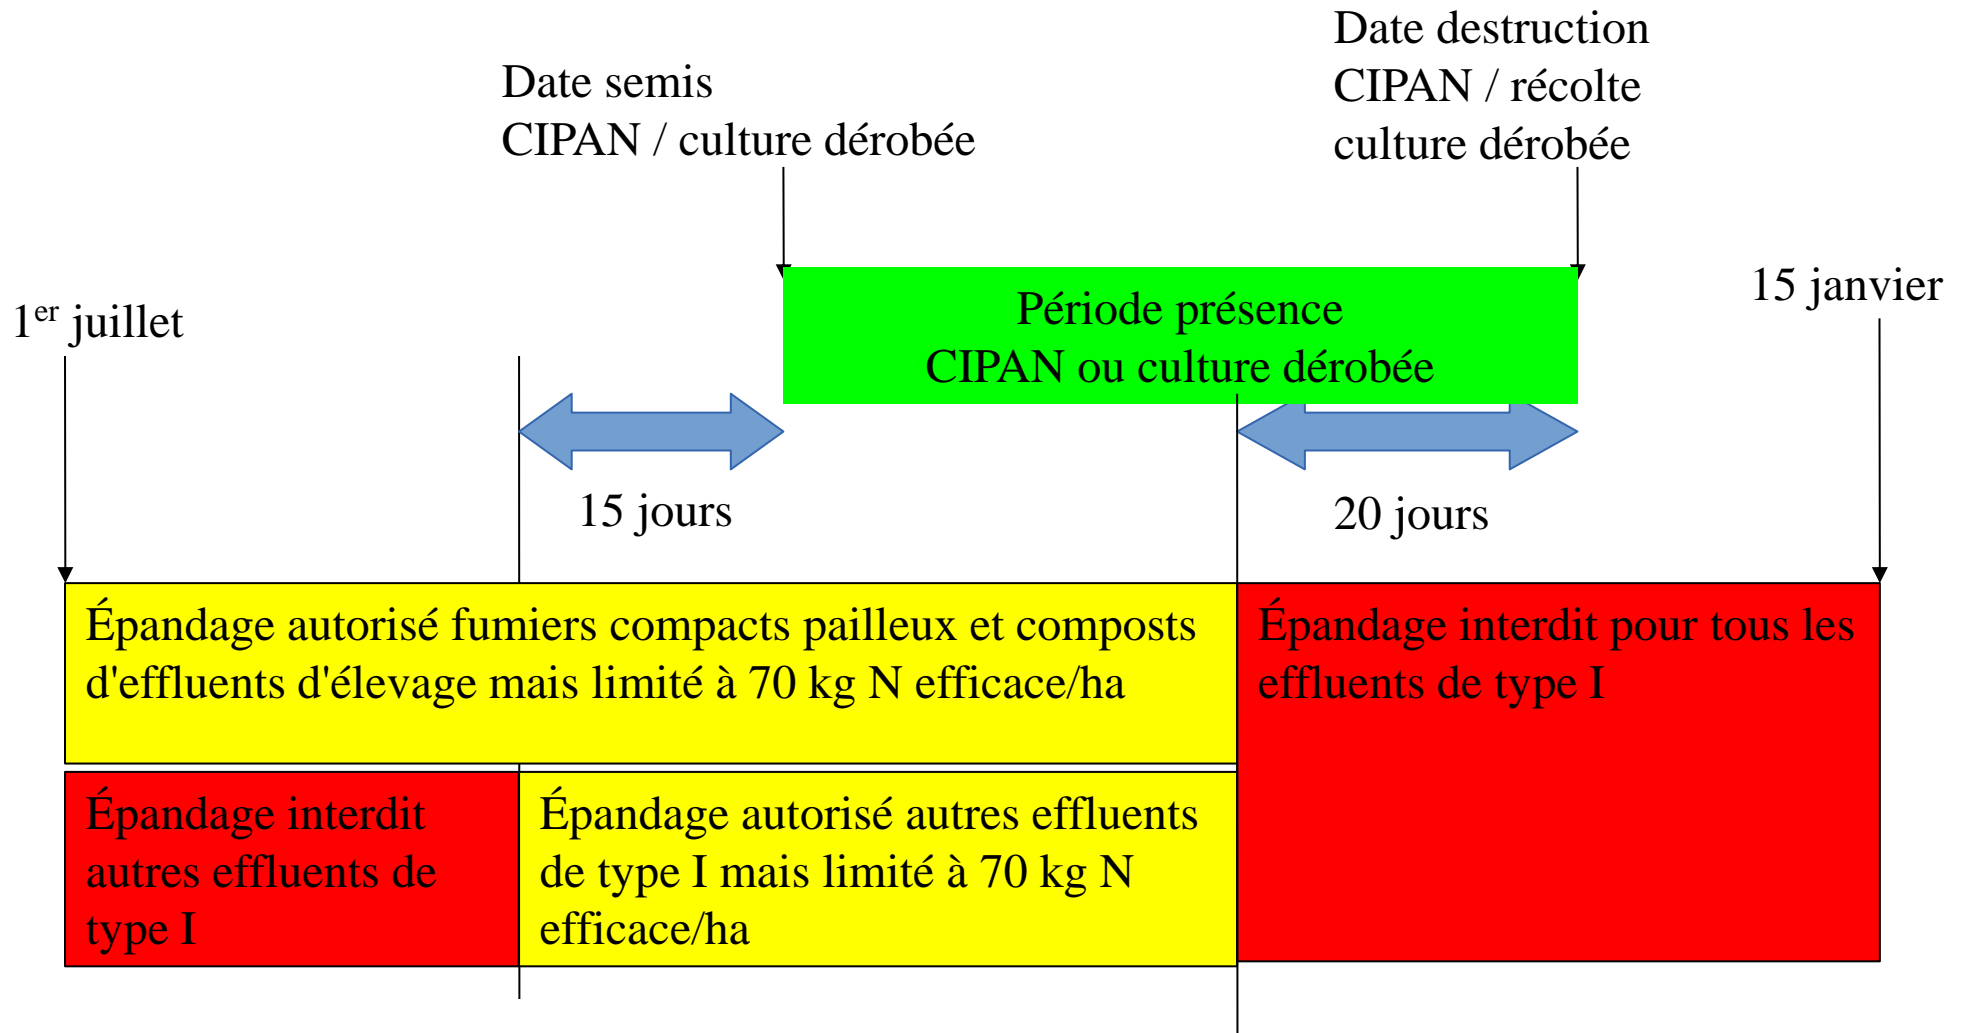 Date destruction
CIPAN / récolte
culture dérobée
Date semis
CIPAN / culture dérobée
15 janvier
1er juillet
Période présence
CIPAN ou culture dérobée
15 jours
20 jours
Épandage autorisé fumiers compacts pailleux et composts
d'effluents d'élevage mais limité à 70 kg N efficace/ha
Épandage interdit pour tous les
effluents de type I
Épandage interdit
autres effluents de
type I
Épandage autorisé autres effluents
de type I mais limité à 70 kg N
efficace/ha